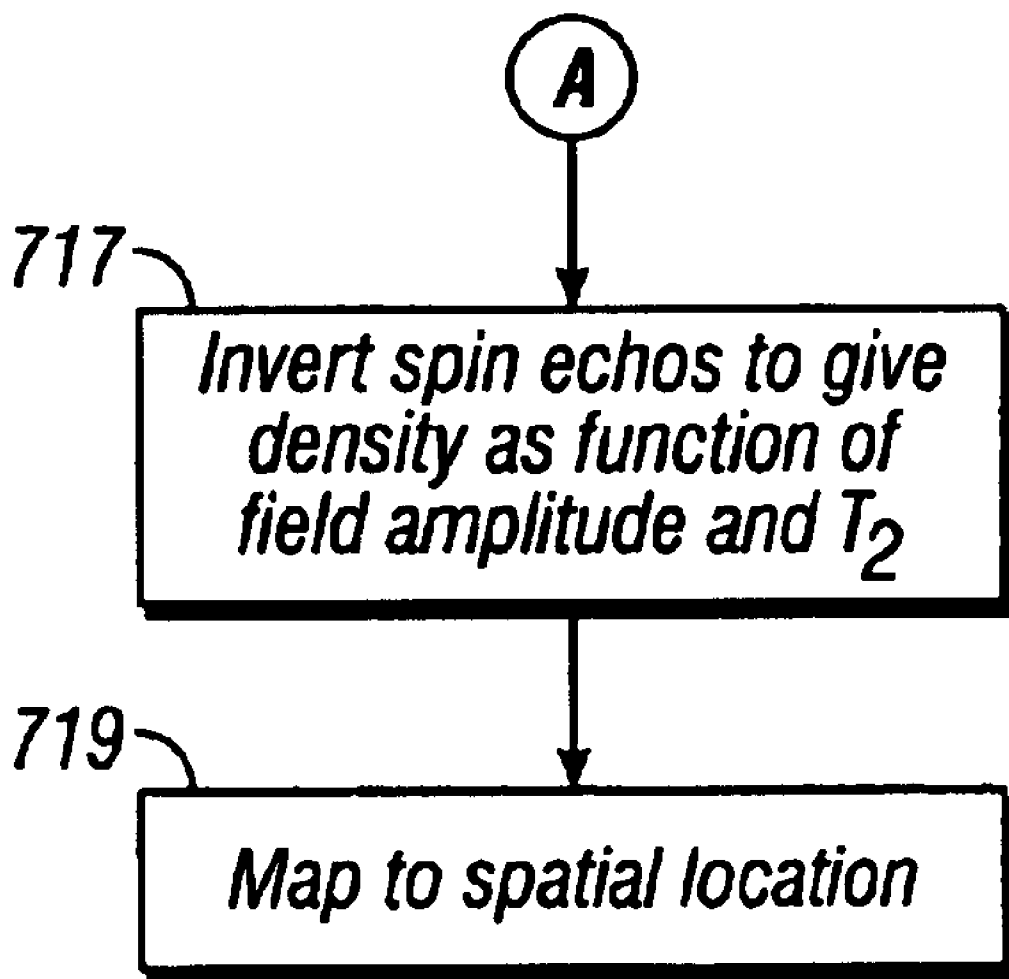 A
717
Invert spin echos to give
density as function of
field amplitude and T₂
719
Map to spatial location